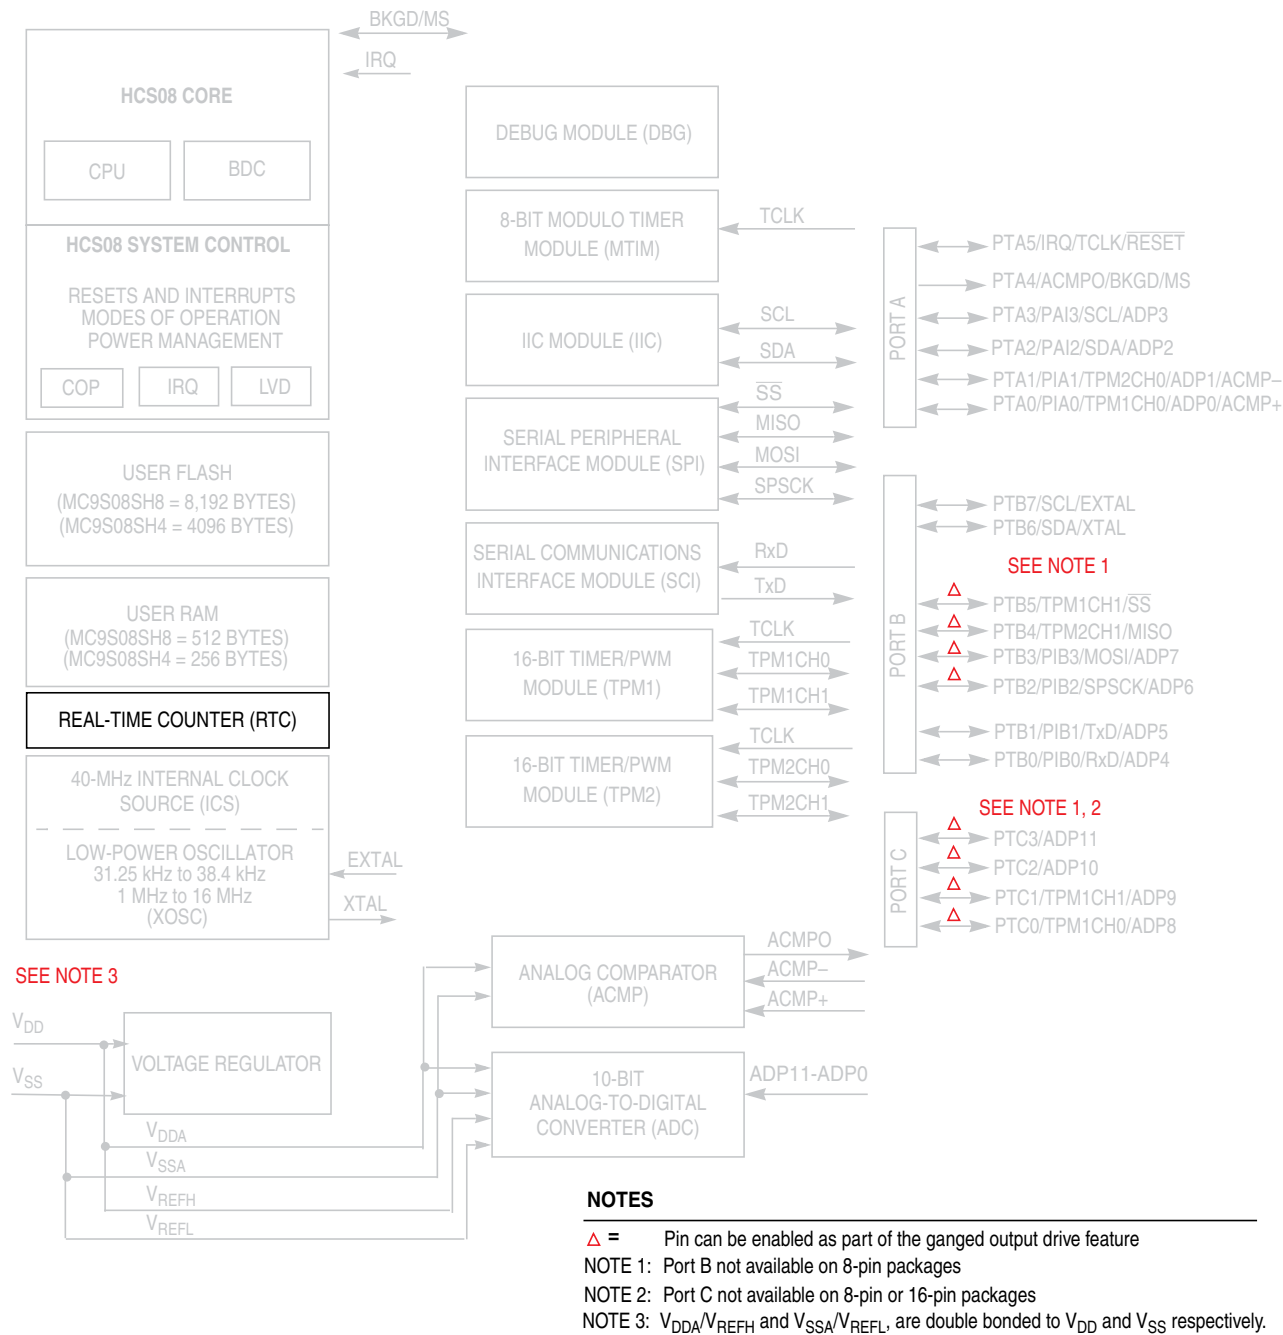 BKGD/MS
IRQ
HCS08 CORE
CPU
BDC
HCS08 SYSTEM CONTROL
RESETS AND INTERRUPTS
MODES OF OPERATION
POWER MANAGEMENT
COP
IRQ
LVD
USER FLASH
(MC9S08SH8 = 8,192 BYTES)
(MC9S08SH4 = 4096 BYTES)
USER RAM
(MC9S08SH8 = 512 BYTES)
(MC9S08SH4 = 256 BYTES)
REAL-TIME COUNTER (RTC)
40-MHz INTERNAL CLOCK
SOURCE (ICS)
LOW-POWER OSCILLATOR
31.25 kHz to 38.4 kHz
1 MHz to 16 MHz
(XOSC)
EXTAL
XTAL
SEE NOTE 3
VDD
VSS
VOLTAGE REGULATOR
VDDA
VSSA
VREFH
VREFL
DEBUG MODULE (DBG)
8-BIT MODULO TIMER
MODULE (MTIM)
TCLK
IIC MODULE (IIC)
SCL
SDA
SERIAL PERIPHERAL
INTERFACE MODULE (SPI)
S̅S̅
MISO
MOSI
SPSCK
SERIAL COMMUNICATIONS
INTERFACE MODULE (SCI)
RxD
TxD
16-BIT TIMER/PWM
MODULE (TPM1)
TCLK
TPM1CH0
TPM1CH1
16-BIT TIMER/PWM
MODULE (TPM2)
TCLK
TPM2CH0
TPM2CH1
ANALOG COMPARATOR
(ACMP)
ACMPO
ACMP–
ACMP+
10-BIT
ANALOG-TO-DIGITAL
CONVERTER (ADC)
ADP11-ADP0
PORT A
PTA5/IRQ/TCLK/R̅E̅S̅E̅T̅
PTA4/ACMPO/BKGD/MS
PTA3/PAI3/SCL/ADP3
PTA2/PAI2/SDA/ADP2
PTA1/PIA1/TPM2CH0/ADP1/ACMP–
PTA0/PIA0/TPM1CH0/ADP0/ACMP+
PORT B
PTB7/SCL/EXTAL
PTB6/SDA/XTAL
SEE NOTE 1
△ PTB5/TPM1CH1/S̅S̅
△ PTB4/TPM2CH1/MISO
△ PTB3/PIB3/MOSI/ADP7
△ PTB2/PIB2/SPSCK/ADP6
PTB1/PIB1/TxD/ADP5
PTB0/PIB0/RxD/ADP4
SEE NOTE 1, 2
PORT C
△ PTC3/ADP11
△ PTC2/ADP10
△ PTC1/TPM1CH1/ADP9
△ PTC0/TPM1CH0/ADP8
NOTES
△ = Pin can be enabled as part of the ganged output drive feature
NOTE 1: Port B not available on 8-pin packages
NOTE 2: Port C not available on 8-pin or 16-pin packages
NOTE 3: VDDA/VREFH and VSSA/VREFL, are double bonded to VDD and VSS respectively.